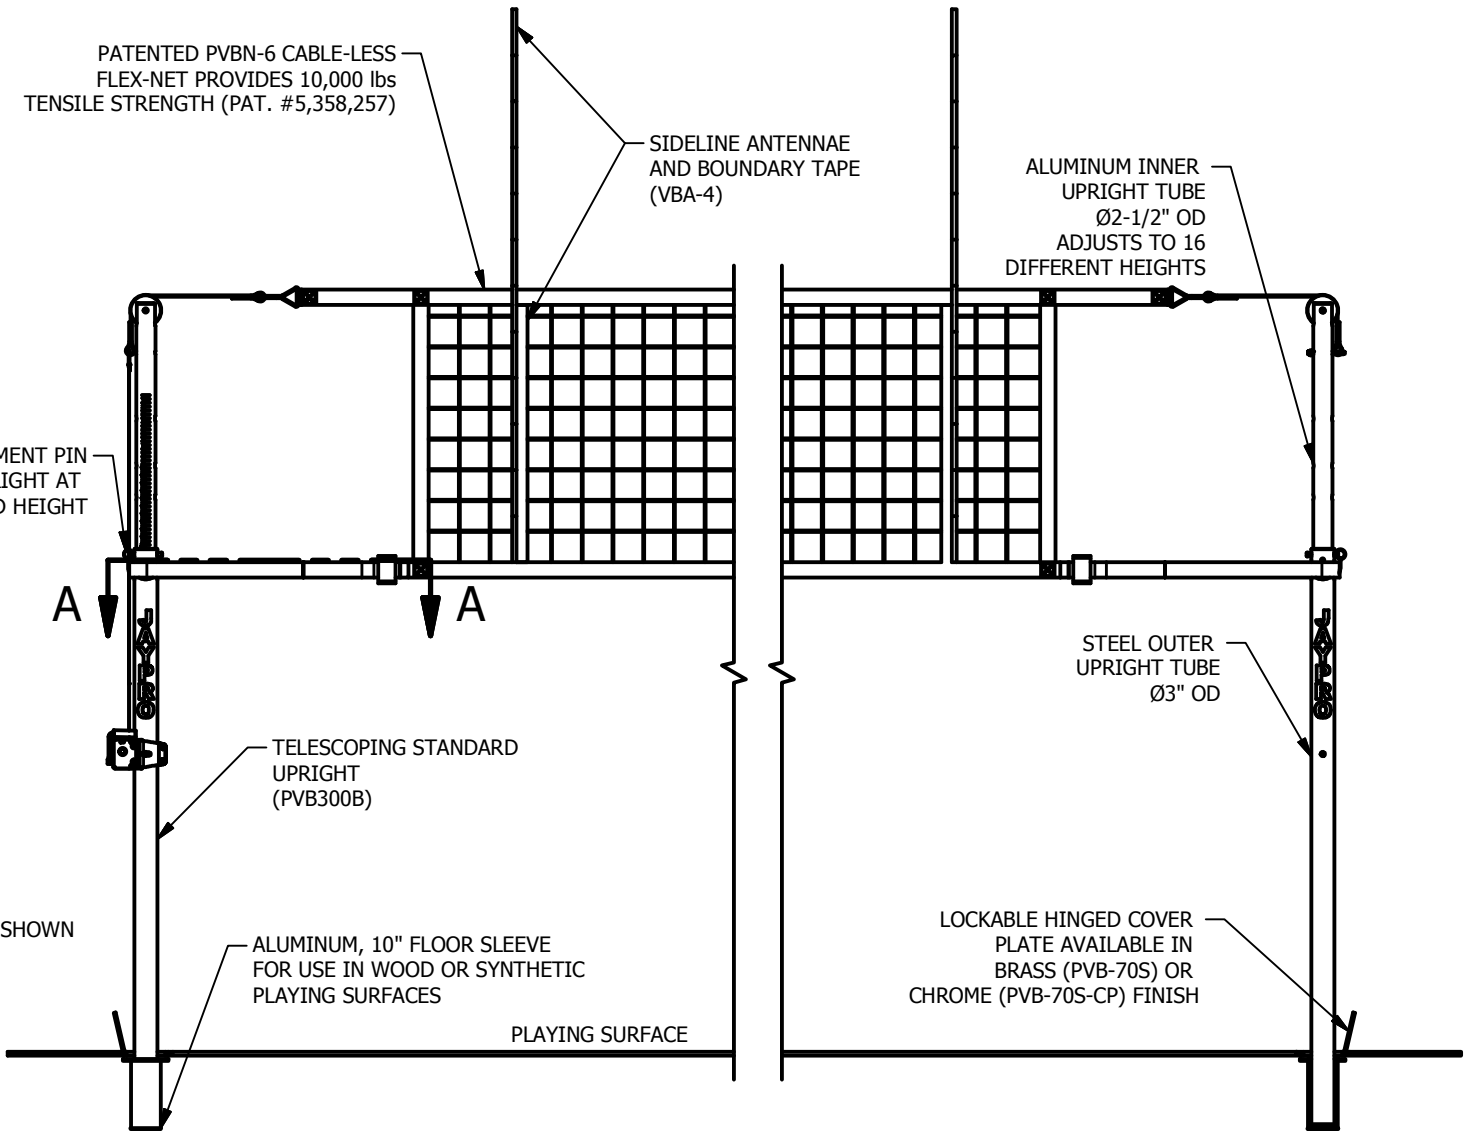 PATENTED PVBN-6 CABLE-LESS
FLEX-NET PROVIDES 10,000 lbs
TENSILE STRENGTH (PAT. #5,358,257)
SIDELINE ANTENNAE
AND BOUNDARY TAPE
(VBA-4)
ALUMINUM INNER
UPRIGHT TUBE
Ø2-1/2" OD
ADJUSTS TO 16
DIFFERENT HEIGHTS
MENT PIN
RIGHT AT
HEIGHT
A
A
JAYPRO
JAYPRO
STEEL OUTER
UPRIGHT TUBE
Ø3" OD
TELESCOPING STANDARD
UPRIGHT
(PVB300B)
SHOWN
ALUMINUM, 10" FLOOR SLEEVE
FOR USE IN WOOD OR SYNTHETIC
PLAYING SURFACES
LOCKABLE HINGED COVER
PLATE AVAILABLE IN
BRASS (PVB-70S) OR
CHROME (PVB-70S-CP) FINISH
PLAYING SURFACE